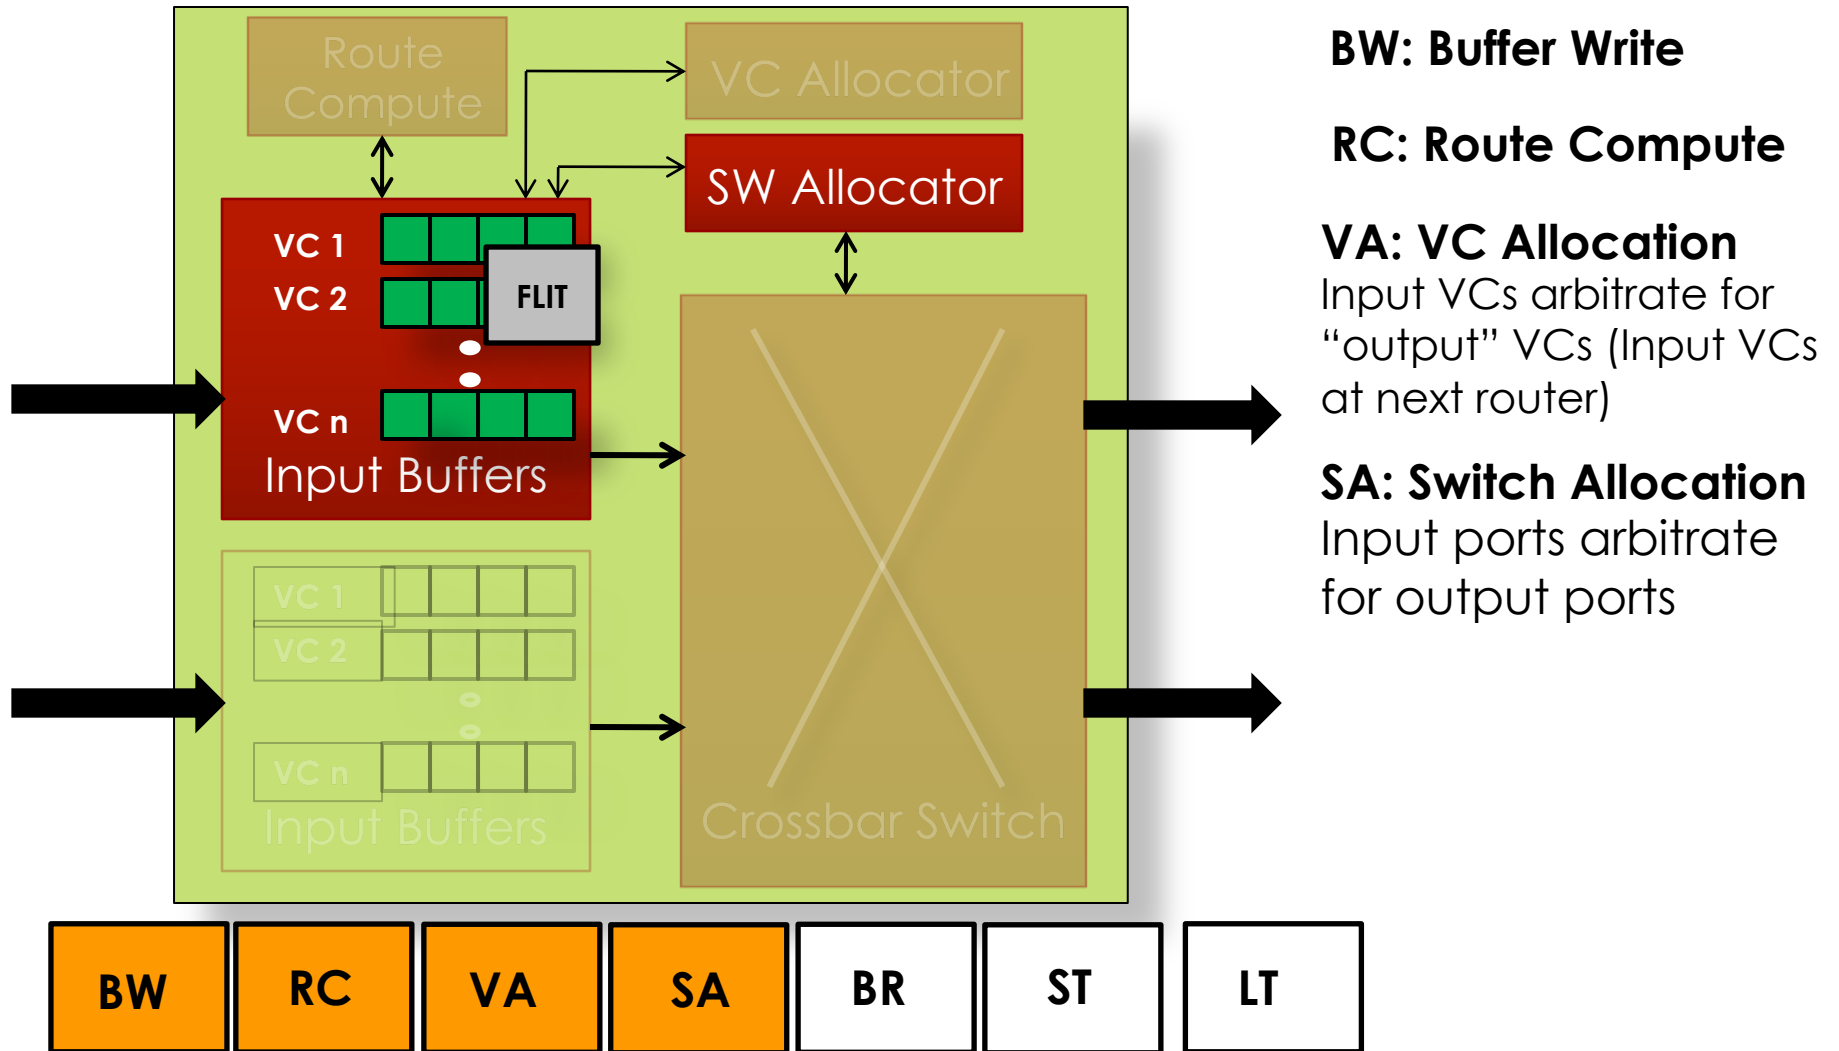 Route
Compute
VC Allocator
SW Allocator
VC 1
VC 2
FLIT
VC n
Input Buffers
VC 1
VC 2
VC n
Input Buffers
Crossbar Switch
BW: Buffer Write
RC: Route Compute
VA: VC Allocation
Input VCs arbitrate for
“output” VCs (Input VCs
at next router)
SA: Switch Allocation
Input ports arbitrate
for output ports
BW
RC
VA
SA
BR
ST
LT